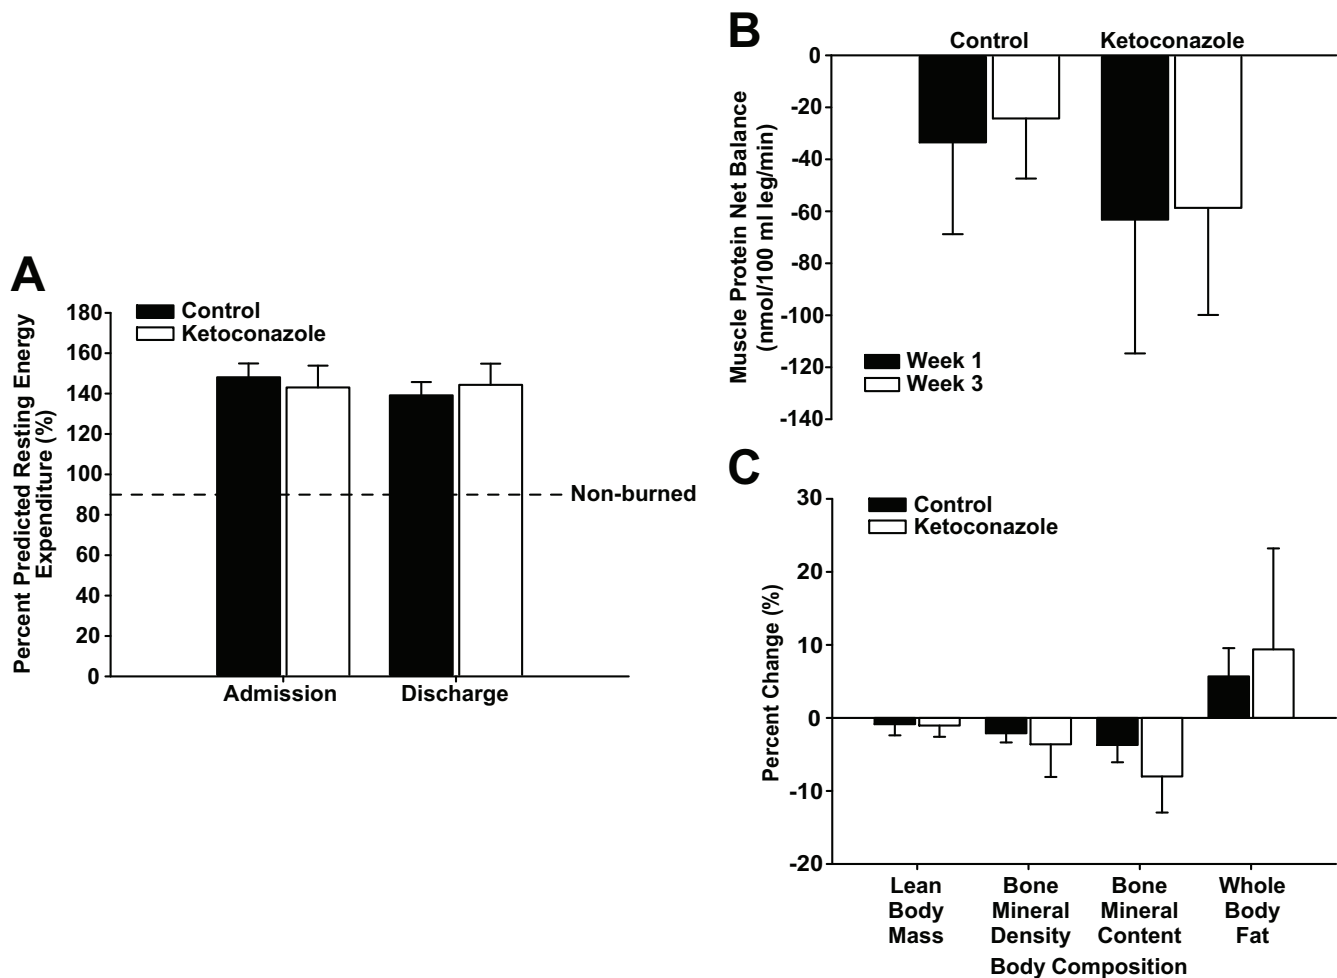 A
Percent Predicted Resting Energy
Expenditure (%)
180
160
140
120
100
80
60
40
20
0
Control
Ketoconazole
Non-burned
Admission
Discharge
B
Muscle Protein Net Balance
(nmol/100 ml leg/min)
Control
Ketoconazole
0
-20
-40
-60
-80
-100
-120
-140
Week 1
Week 3
C
Percent Change (%)
30
20
10
0
-10
-20
Control
Ketoconazole
Lean
Body
Mass
Bone
Mineral
Density
Bone
Mineral
Content
Whole
Body
Fat
Body Composition